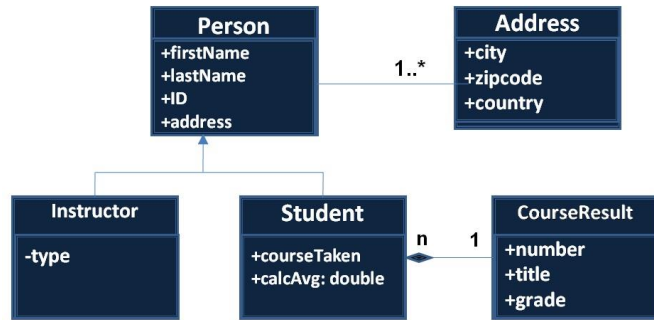 Person
+firstName
+lastName
+ID
+address
1..*
Address
+city
+zipcode
+country
Instructor
-type
Student
+courseTaken
+calcAvg: double
n
1
CourseResult
+number
+title
+grade